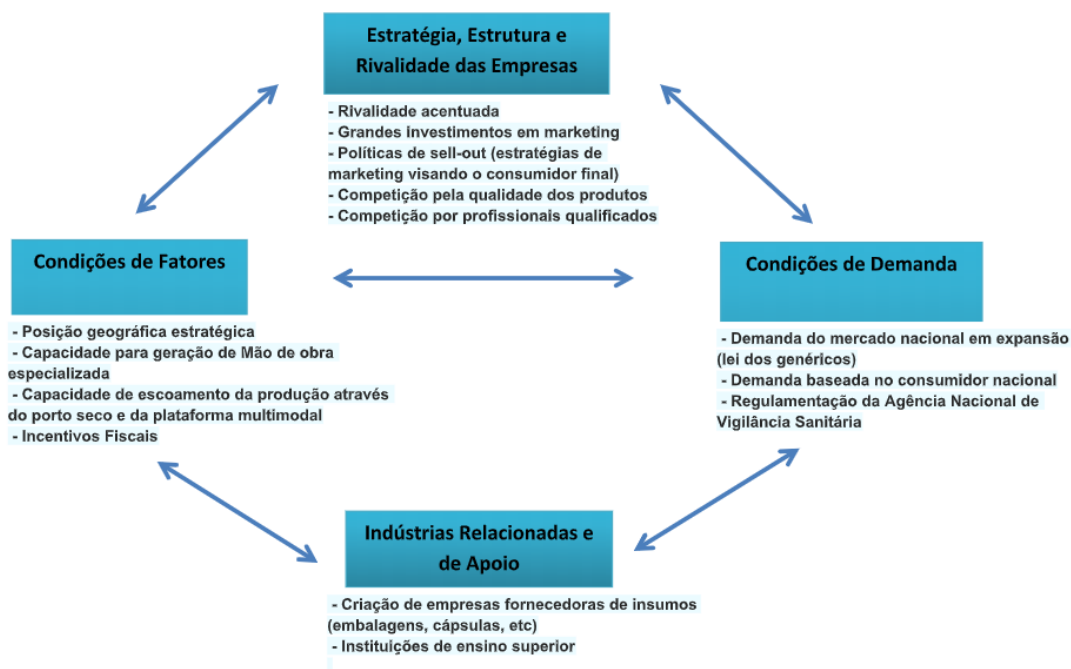 Estratégia, Estrutura e
Rivalidade das Empresas
- Rivalidade acentuada
- Grandes investimentos em marketing
- Políticas de sell-out (estratégias de
marketing visando o consumidor final)
- Competição pela qualidade dos produtos
- Competição por profissionais qualificados
Condições de Fatores
- Posição geográfica estratégica
- Capacidade para geração de Mão de obra
especializada
- Capacidade de escoamento da produção através
do porto seco e da plataforma multimodal
- Incentivos Fiscais
Condições de Demanda
- Demanda do mercado nacional em expansão
(lei dos genéricos)
- Demanda baseada no consumidor nacional
- Regulamentação da Agência Nacional de
Vigilância Sanitária
Indústrias Relacionadas e
de Apoio
- Criação de empresas fornecedoras de insumos
(embalagens, cápsulas, etc)
- Instituições de ensino superior